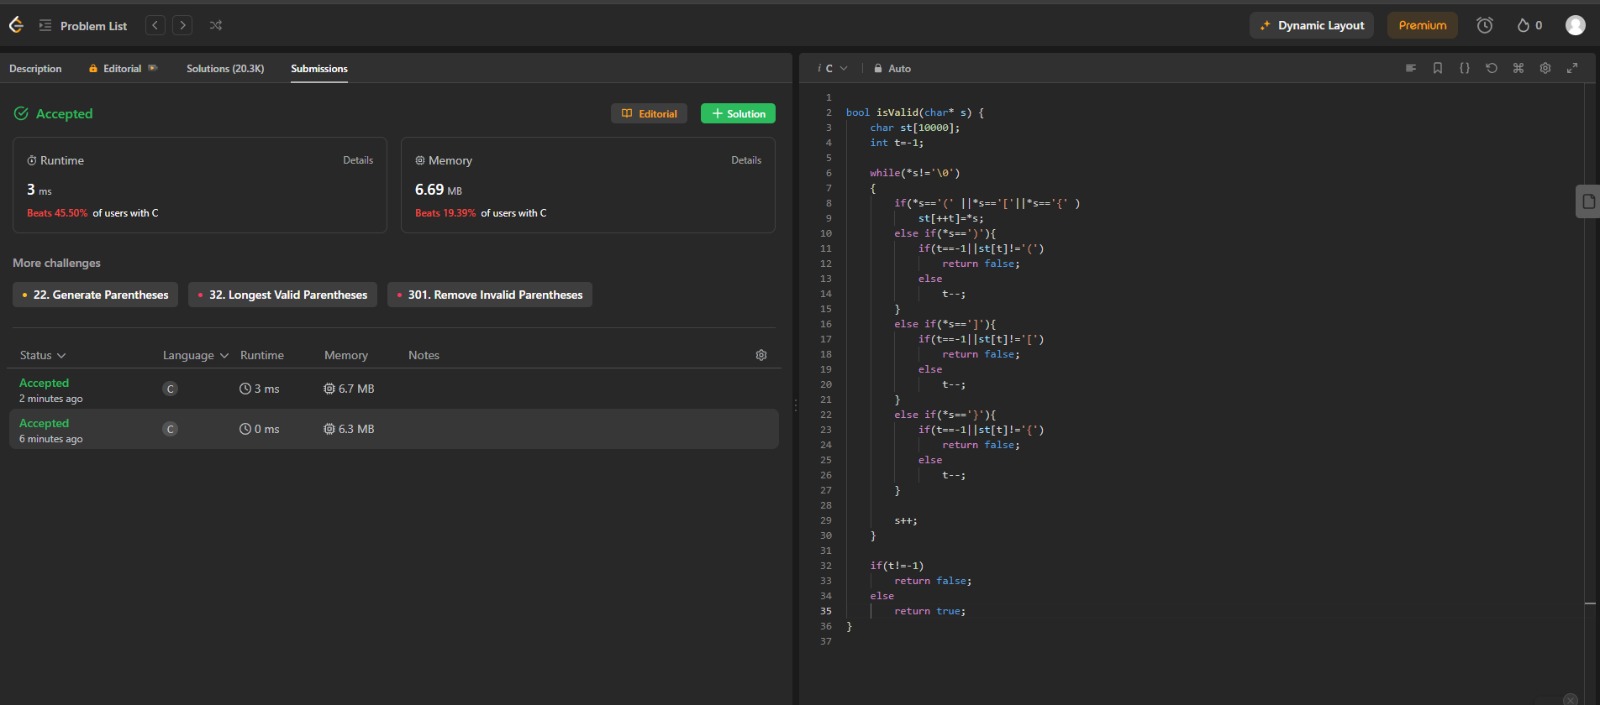 Problem List
Dynamic Layout
Premium
0
Description
Editorial
Solutions (20.3K)
Submissions
Accepted
Editorial
Solution
Runtime
Details
3 ms
Beats 45.50% of users with C
Memory
Details
6.69 MB
Beats 19.39% of users with C
More challenges
22. Generate Parentheses
32. Longest Valid Parentheses
301. Remove Invalid Parentheses
Status Language Runtime Memory Notes
Accepted
2 minutes ago
C 3 ms 6.7 MB
Accepted
6 minutes ago
C 0 ms 6.3 MB
i C Auto
1
2 bool isValid(char* s) {
3 char st[10000];
4 int t=-1;
5
6 while(*s!='\0')
7 {
8 if(*s=='(' ||*s=='['||*s=='{' )
9 st[++t]=*s;
10 else if(*s==')'){
11 if(t==-1||st[t]!='(')
12 return false;
13 else
14 t--;
15 }
16 else if(*s==']'){
17 if(t==-1||st[t]!='[')
18 return false;
19 else
20 t--;
21 }
22 else if(*s=='}'){
23 if(t==-1||st[t]!='{')
24 return false;
25 else
26 t--;
27 }
28
29 s++;
30 }
31
32 if(t!=-1)
33 return false;
34 else
35 return true;
36 }
37